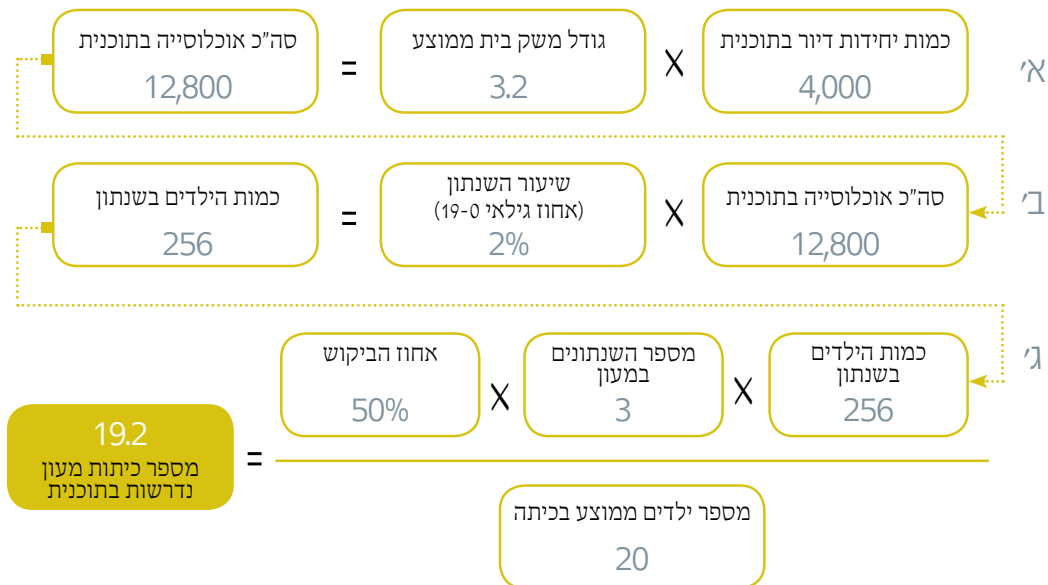 א'
כמות יחידות דיור בתוכנית
4,000
X
גודל משק בית ממוצע
3.2
=
סה"כ אוכלוסייה בתוכנית
12,800
ב'
סה"כ אוכלוסייה בתוכנית
12,800
X
שיעור השנתון
(אחוז גילאי 19-0)
2%
=
כמות הילדים בשנתון
256
ג'
כמות הילדים
בשנתון
256
X
מספר השנתונים
במעון
3
X
אחוז הביקוש
50%
מספר ילדים ממוצע בכיתה
20
=
19.2
מספר כיתות מעון
נדרשות בתוכנית